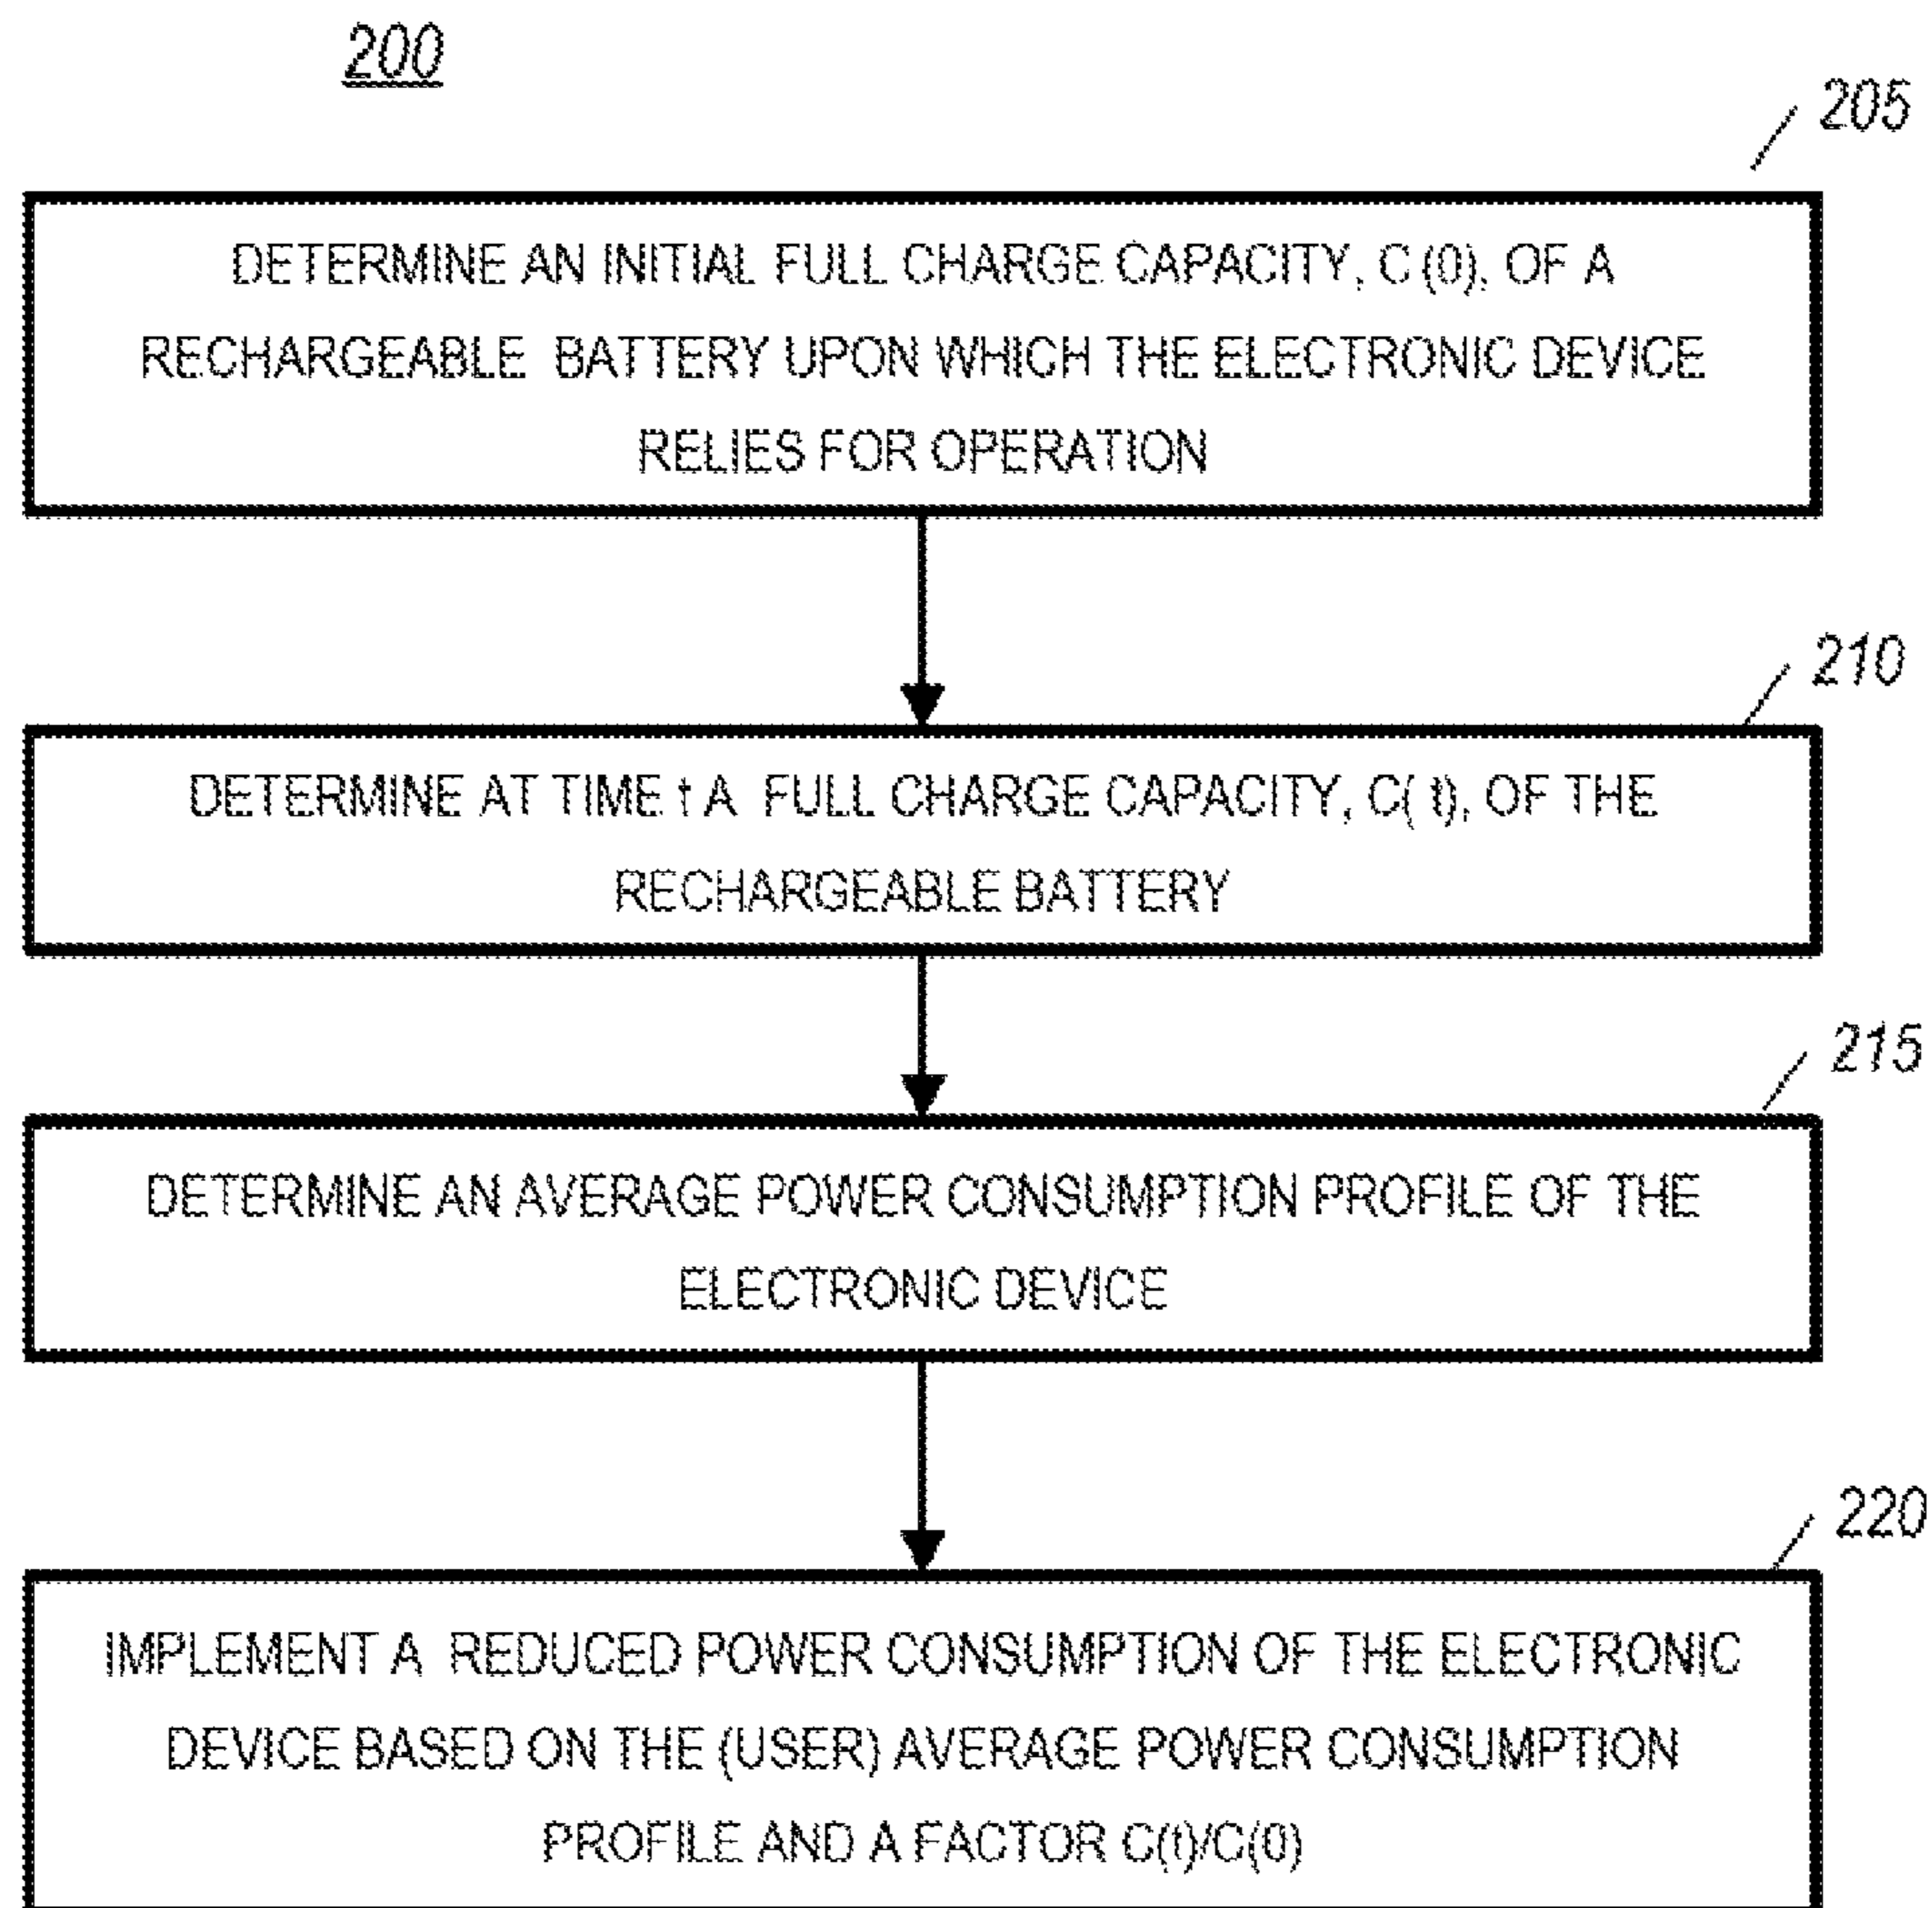 200
205
DETERMINE AN INITIAL FULL CHARGE CAPACITY, C (0), OF A
RECHARGEABLE BATTERY UPON WHICH THE ELECTRONIC DEVICE
RELIES FOR OPERATION
210
DETERMINE AT TIME t A FULL CHARGE CAPACITY, C( t), OF THE
RECHARGEABLE BATTERY
215
DETERMINE AN AVERAGE POWER CONSUMPTION PROFILE OF THE
ELECTRONIC DEVICE
220
IMPLEMENT A REDUCED POWER CONSUMPTION OF THE ELECTRONIC
DEVICE BASED ON THE (USER) AVERAGE POWER CONSUMPTION
PROFILE AND A FACTOR C(t)/C(0)